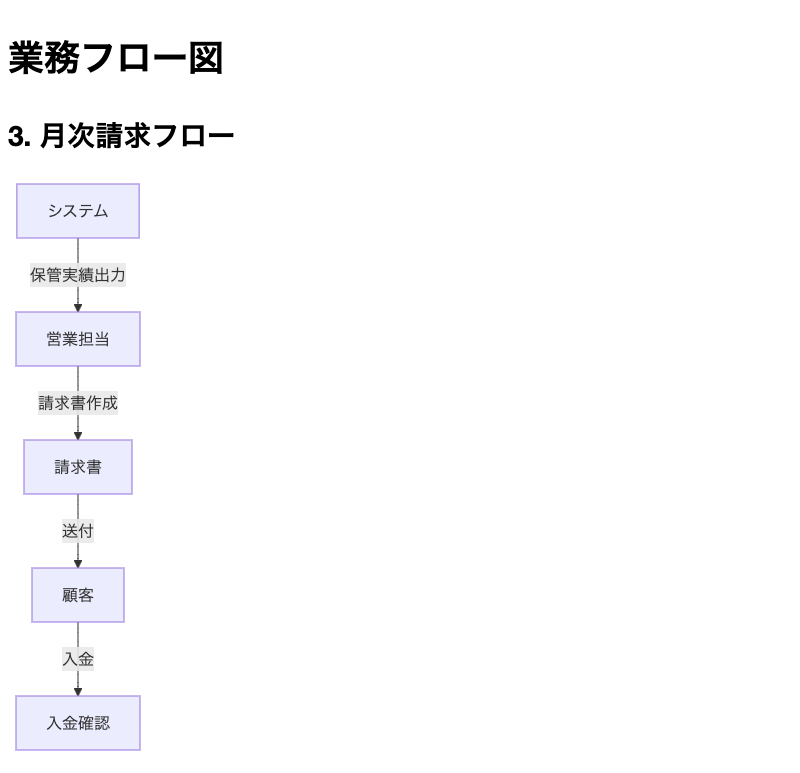 業務フロー図
3. 月次請求フロー
システム
保管実績出力
営業担当
請求書作成
請求書
送付
顧客
入金
入金確認